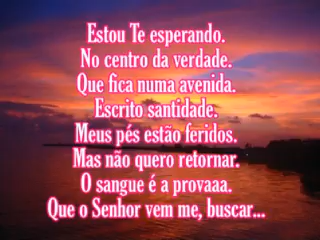 Estou Te esperando.
No centro da verdade.
Que fica numa avenida.
Escrito santidade.
Meus pés estão feridos.
Mas não quero retornar.
O sangue é a provaaa.
Que o Senhor vem me, buscar...